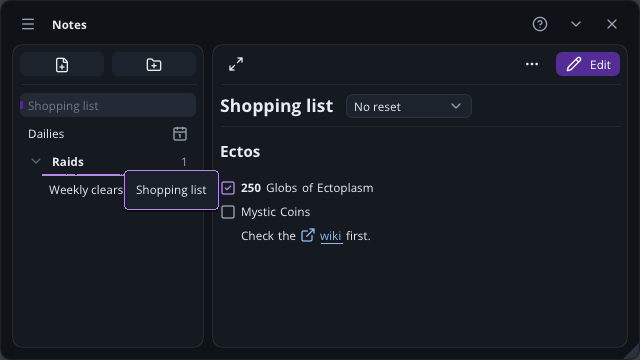 Notes
Edit
Shopping list
Dailies
Raids 1
Weekly clears
Shopping list
Shopping list
No reset
Ectos
250 Globs of Ectoplasm
Mystic Coins
Check the wiki first.